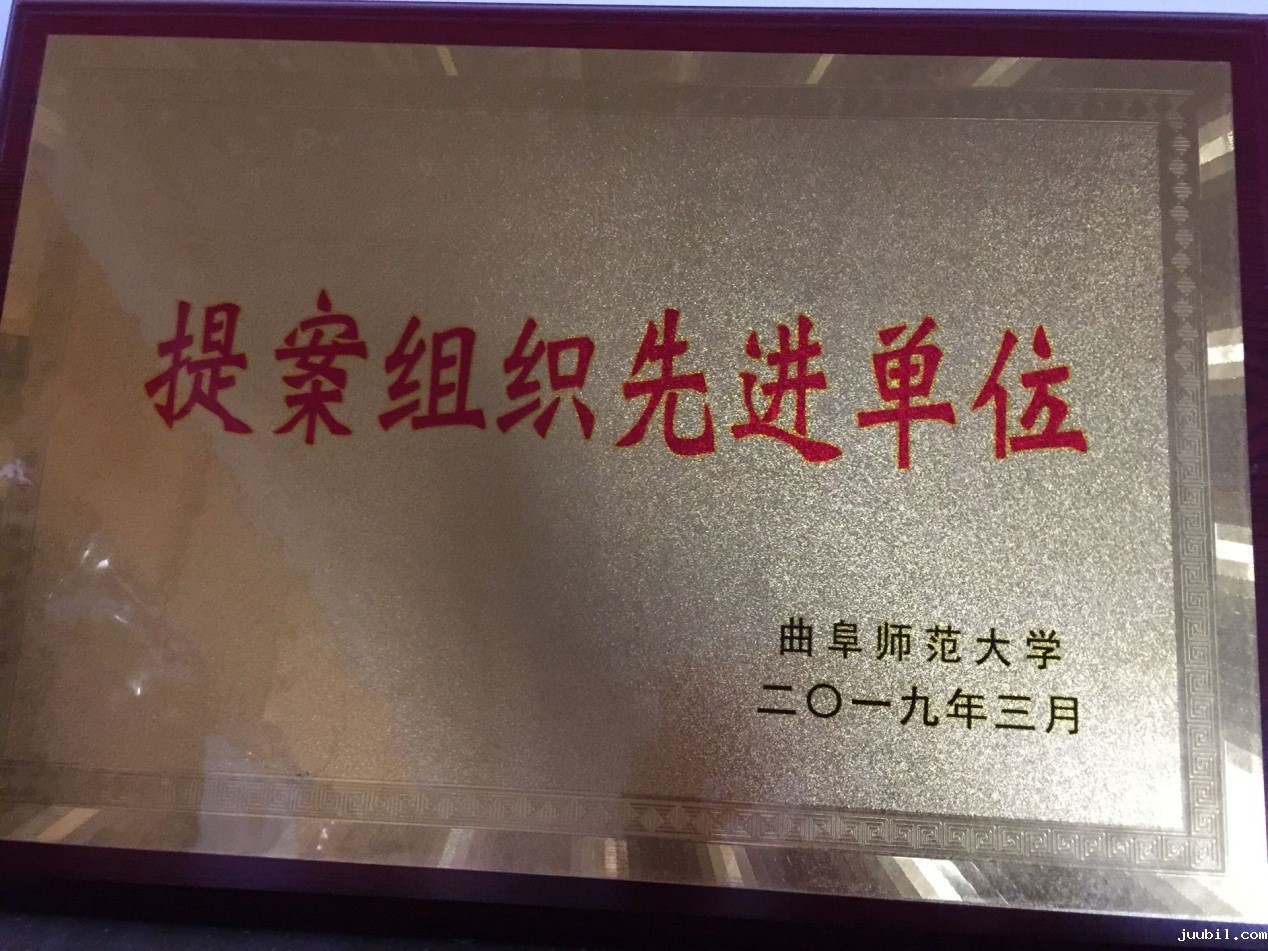 提案组织先进单位
曲阜师范大学
二〇一九年三月
juubil.com